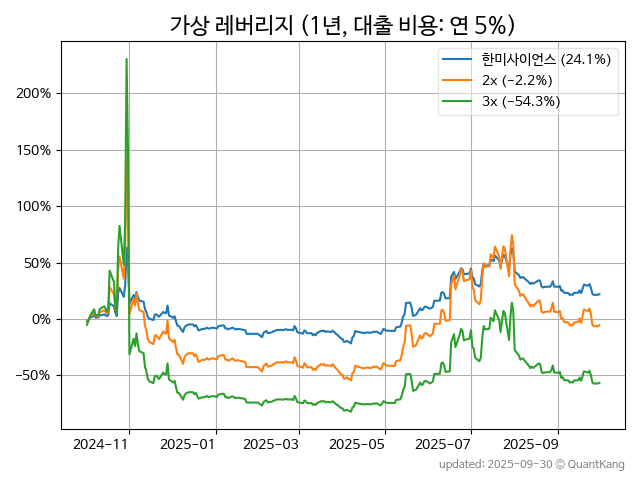 가상 레버리지 (1년, 대출 비용: 연 5%)
한미사이언스 (24.1%)
2x (−2.2%)
3x (−54.3%)
200%
150%
100%
50%
0%
−50%
2024-11
2025-01
2025-03
2025-05
2025-07
2025-09
updated: 2025-09-30 © QuantKang